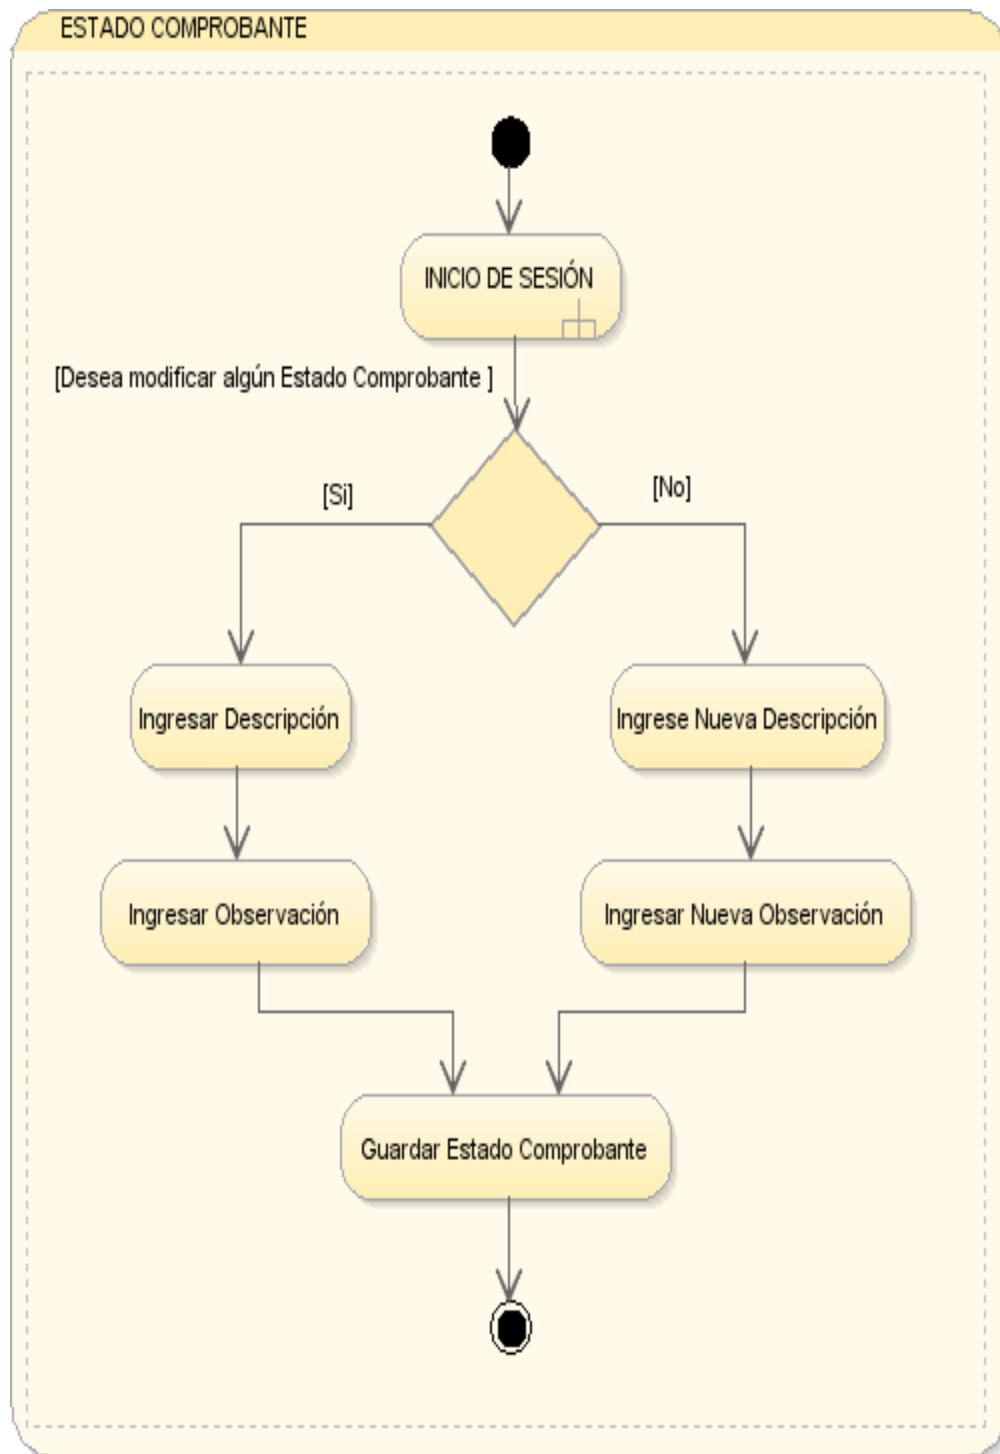 ESTADO COMPROBANTE
INICIO DE SESIÓN
[Desea modificar algún Estado Comprobante ]
[Si]
[No]
Ingresar Descripción
Ingrese Nueva Descripción
Ingresar Observación
Ingresar Nueva Observación
Guardar Estado Comprobante